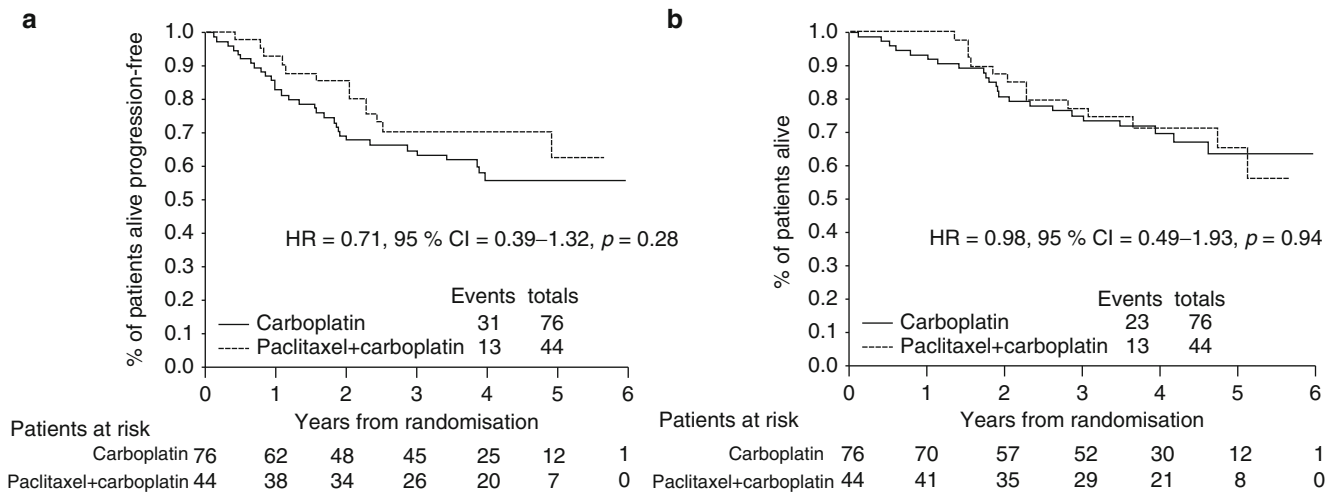 a
% of patients alive progression-free
1.0
0.9
0.8
0.7
0.6
0.5
0.4
0.3
0.2
0.1
0.0
HR = 0.71, 95 % CI = 0.39–1.32, p = 0.28
Events totals
Carboplatin 31 76
Paclitaxel+carboplatin 13 44
0 1 2 3 4 5 6
Years from randomisation
Patients at risk
Carboplatin 76 62 48 45 25 12 1
Paclitaxel+carboplatin 44 38 34 26 20 7 0
b
% of patients alive
1.0
0.9
0.8
0.7
0.6
0.5
0.4
0.3
0.2
0.1
0.0
HR = 0.98, 95 % CI = 0.49–1.93, p = 0.94
Events totals
Carboplatin 23 76
Paclitaxel+carboplatin 13 44
0 1 2 3 4 5 6
Years from randomisation
Patients at risk
Carboplatin 76 70 57 52 30 12 1
Paclitaxel+carboplatin 44 41 35 29 21 8 0